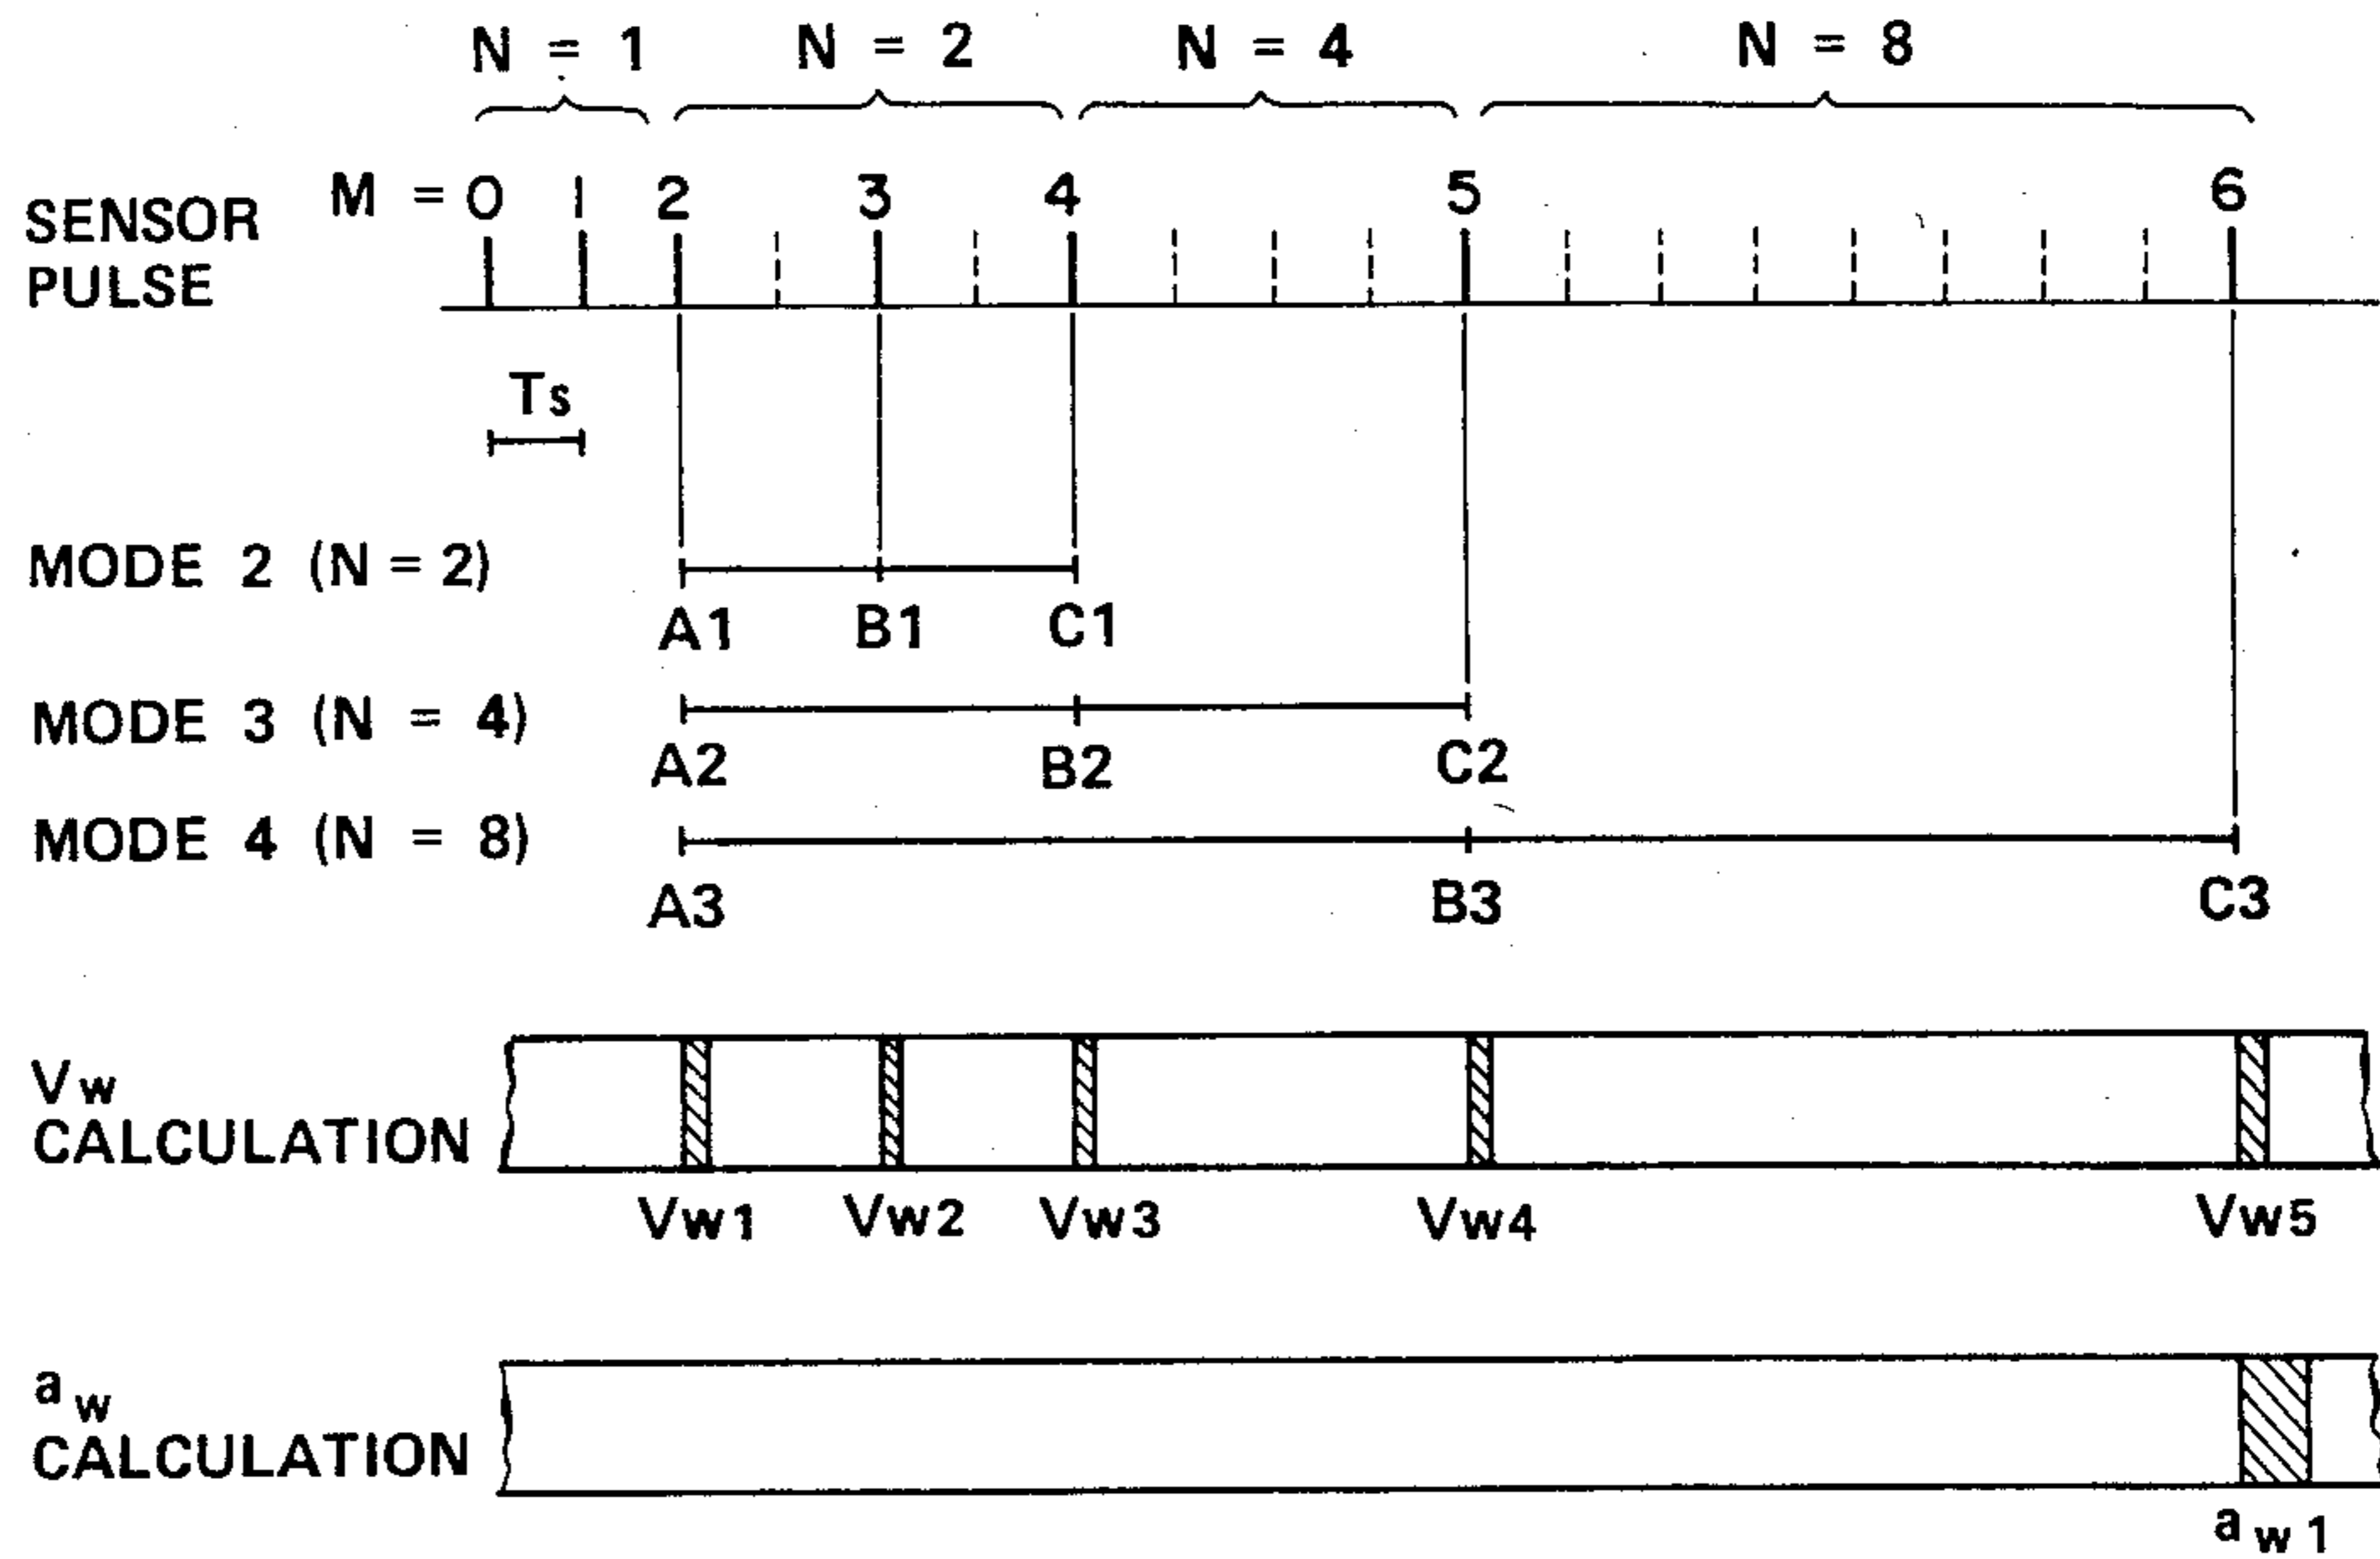 N = 1 N = 2 N = 4 N = 8
M = 0 1 2 3 4 5 6
SENSOR
PULSE
Ts
MODE 2 (N = 2)
A1 B1 C1
MODE 3 (N = 4)
A2 B2 C2
MODE 4 (N = 8)
A3 B3 C3
Vw
CALCULATION
Vw1 Vw2 Vw3 Vw4 Vw5
aw
CALCULATION
aw1